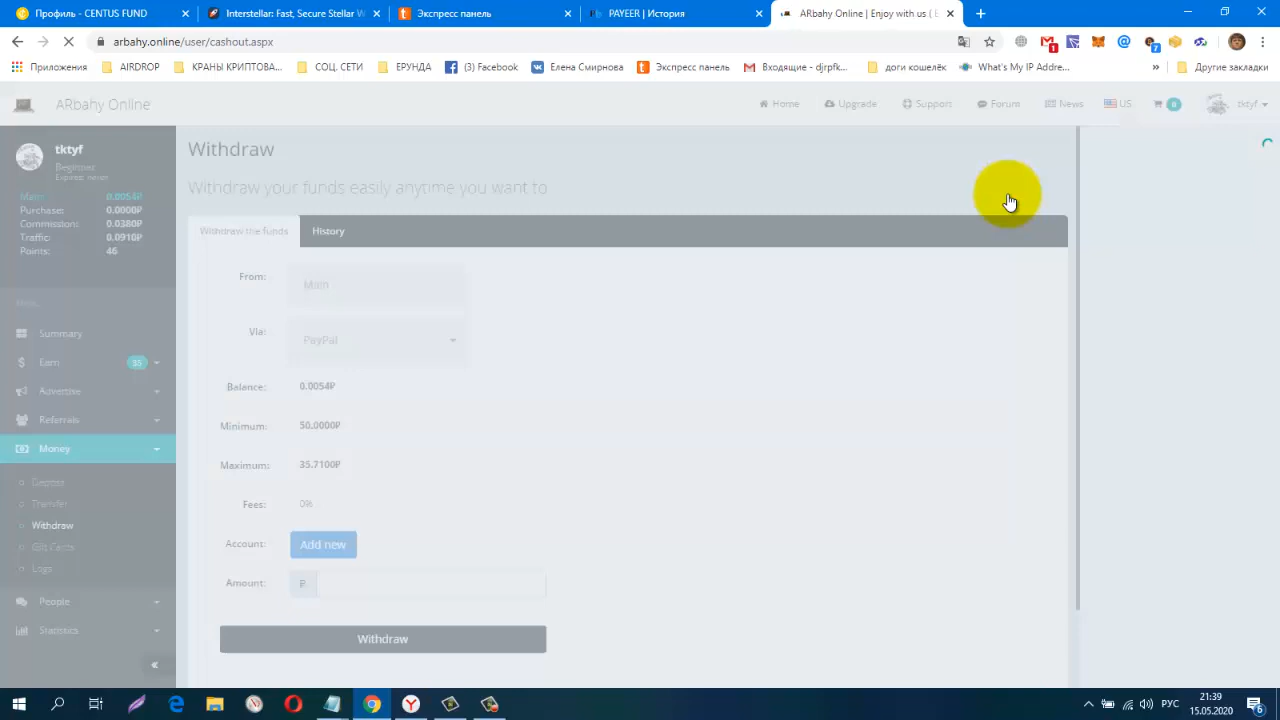 Профиль - CENTUS FUND
Interstellar: Fast, Secure Stellar W
Экспресс панель
PAYEER | История
ARbahy Online | Enjoy with us ( E
arbahy.online/user/cashout.aspx
Приложения
AIRDROP
КРАНЫ КРИПТОВА...
СОЦ. СЕТИ
ЕРУНДА
(3) Facebook
Елена Смирнова
Экспресс панель
Входящие - djrpfk...
доги кошелёк
What's My IP Addre...
»
Другие закладки
ARbahy Online
Home
Upgrade
Support
Forum
News
US
0
tktyf
tktyf
Beginner
Expires: never
Main: 0.0054₽
Purchase: 0.0000₽
Commission: 0.0380₽
Traffic: 0.0910₽
Points: 46
Menu
Summary
Earn 35
Advertise
Referrals
Money
Deposit
Transfer
Withdraw
Gift Cards
Logs
People
Statistics
«
Withdraw
Withdraw your funds easily anytime you want to
Withdraw the funds
History
From: Main
Via: PayPal
Balance: 0.0054₽
Minimum: 50.0000₽
Maximum: 35.7100₽
Fees: 0%
Account: Add new
Amount: ₽
Withdraw
РУС
21:39
15.05.2020
6